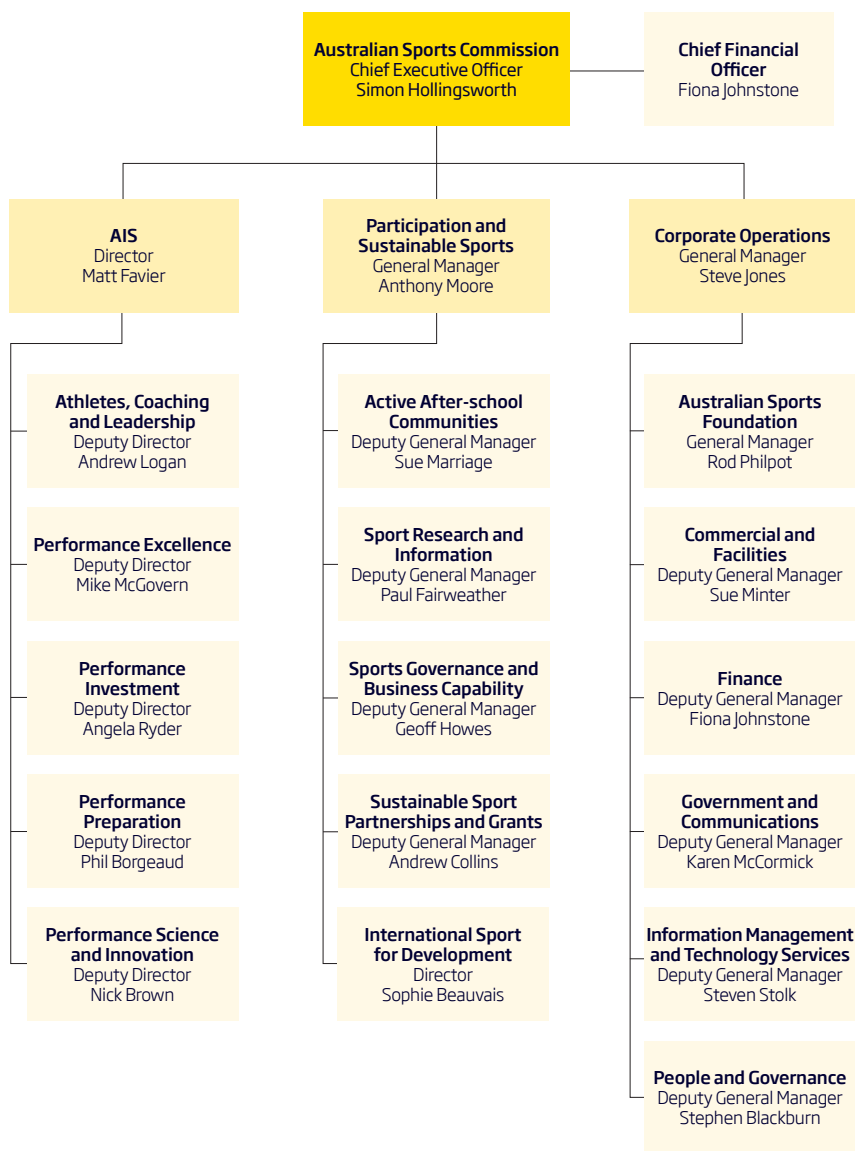 Australian Sports Commission
Chief Executive Officer
Simon Hollingsworth
Chief Financial
Officer
Fiona Johnstone
AIS
Director
Matt Favier
Participation and
Sustainable Sports
General Manager
Anthony Moore
Corporate Operations
General Manager
Steve Jones
Athletes, Coaching
and Leadership
Deputy Director
Andrew Logan
Performance Excellence
Deputy Director
Mike McGovern
Performance
Investment
Deputy Director
Angela Ryder
Performance
Preparation
Deputy Director
Phil Borgeaud
Performance Science
and Innovation
Deputy Director
Nick Brown
Active After-school
Communities
Deputy General Manager
Sue Marriage
Sport Research and
Information
Deputy General Manager
Paul Fairweather
Sports Governance and
Business Capability
Deputy General Manager
Geoff Howes
Sustainable Sport
Partnerships and Grants
Deputy General Manager
Andrew Collins
International Sport
for Development
Director
Sophie Beauvais
Australian Sports
Foundation
General Manager
Rod Philpot
Commercial and
Facilities
Deputy General Manager
Sue Minter
Finance
Deputy General Manager
Fiona Johnstone
Government and
Communications
Deputy General Manager
Karen McCormick
Information Management
and Technology Services
Deputy General Manager
Steven Stolk
People and Governance
Deputy General Manager
Stephen Blackburn